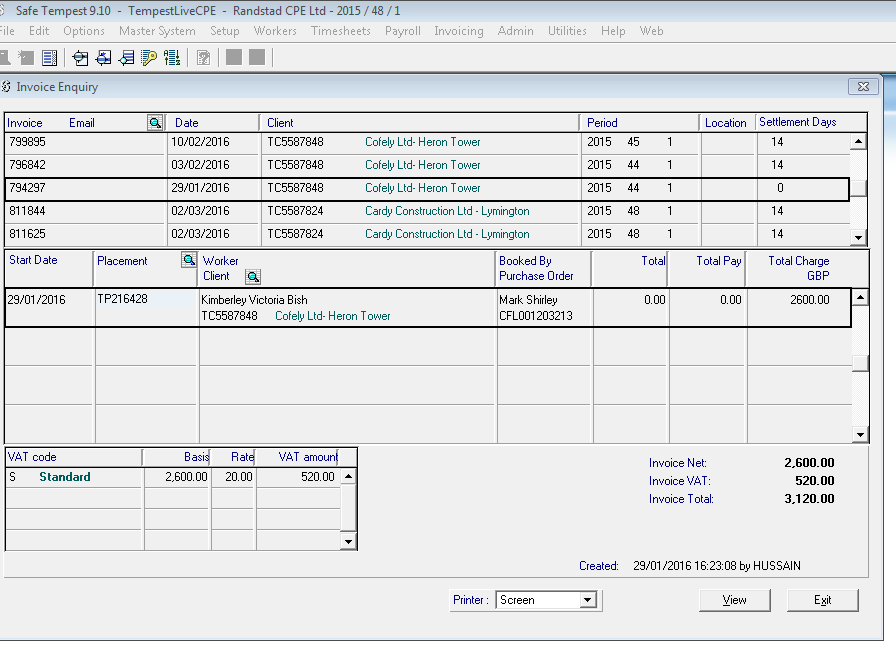 Safe Tempest 9.10 - TempestLiveCPE - Randstad CPE Ltd - 2015 / 48 / 1
File Edit Options Master System Setup Workers Timesheets Payroll Invoicing Admin Utilities Help Web
Invoice Enquiry
Invoice Email Date Client Period Location Settlement Days
799895 10/02/2016 TC5587848 Cofely Ltd- Heron Tower 2015 45 1 14
796842 03/02/2016 TC5587848 Cofely Ltd- Heron Tower 2015 44 1 14
794297 29/01/2016 TC5587848 Cofely Ltd- Heron Tower 2015 44 1 0
811844 02/03/2016 TC5587824 Cardy Construction Ltd - Lymington 2015 48 1 14
811625 02/03/2016 TC5587824 Cardy Construction Ltd - Lymington 2015 48 1 14
Start Date Placement Worker Booked By Total Total Pay Total Charge
Client Purchase Order GBP
29/01/2016 TP216428 Kimberley Victoria Bish Mark Shirley 0.00 0.00 2600.00
TC5587848 Cofely Ltd- Heron Tower CFL001203213
VAT code Basis Rate VAT amount
S Standard 2,600.00 20.00 520.00
Invoice Net: 2,600.00
Invoice VAT: 520.00
Invoice Total: 3,120.00
Created: 29/01/2016 16:23:08 by HUSSAIN
Printer : Screen View Exit